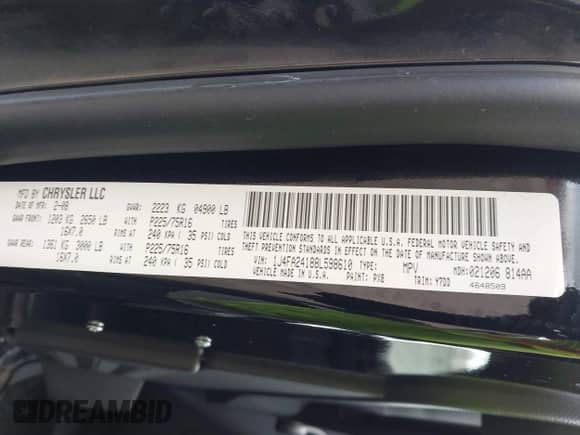 MFD BY CHRYSLER LLC
DATE OF MFR: 2-08 GVWR: 2223 KG 04900 LB
GAWR FRONT: 1203 KG 2650 LB WITH P225/75R16 TIRES
16X7.0 RIMS AT 240 KPA ( 35 PSI) COLD
GAWR REAR: 1361 KG 3000 LB WITH P225/75R16 TIRES
16X7.0 RIMS AT 240 KPA ( 35 PSI) COLD
THIS VEHICLE CONFORMS TO ALL APPLICABLE U.S.A. FEDERAL MOTOR VEHICLE SAFETY AND
THEFT PREVENTION STANDARDS IN EFFECT ON THE DATE OF MANUFACTURE SHOWN ABOVE.
VEHICLE MADE IN U.S.A.
VIN: 1J4FA24188L588610 TYPE: MPV MDH: 021206 814AA
PAINT: PX8 TRIM: Y7DD
4648509
DREAMBID